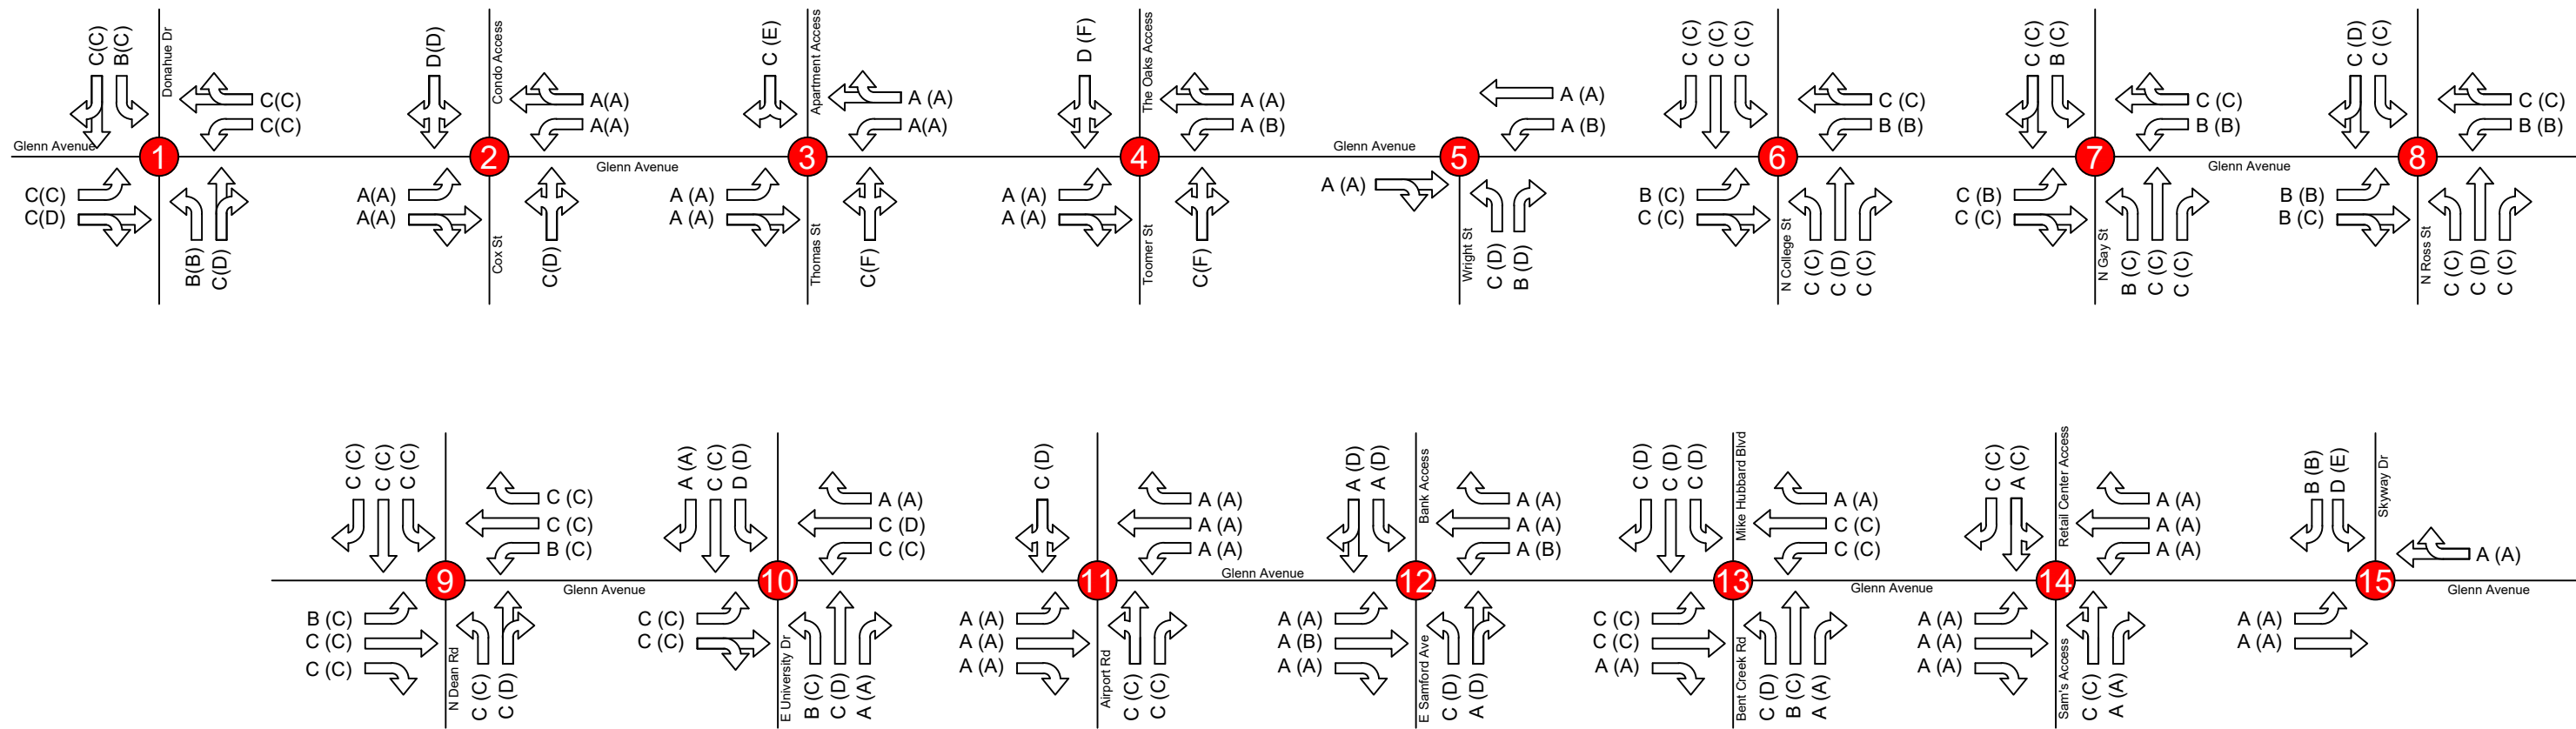 C(C)
B(C)
Donahue Dr
C(C)
C(C)
Glenn Avenue
1
C(C)
C(D)
B(B)
C(D)
D(D)
Condo Access
A(A)
A(A)
2
Glenn Avenue
A(A)
A(A)
Cox St
C(D)
C (E)
Apartment Access
A (A)
A(A)
3
A (A)
A (A)
Thomas St
C(F)
D (F)
The Oaks Access
A (A)
A (B)
4
A (A)
A (A)
Toomer St
C(F)
A (A)
A (B)
Glenn Avenue
5
A (A)
Wright St
C (D)
B (D)
C (C)
C (C)
C (C)
C (C)
B (B)
6
B (C)
C (C)
N College St
C (C)
C (D)
C (C)
C (C)
B (C)
C (C)
B (B)
7
Glenn Avenue
C (B)
C (C)
N Gay St
B (C)
C (C)
C (C)
C (D)
C (C)
C (C)
B (B)
8
B (B)
B (C)
N Ross St
C (C)
C (D)
C (C)
C (C)
C (C)
C (C)
C (C)
C (C)
B (C)
9
Glenn Avenue
B (C)
C (C)
C (C)
N Dean Rd
C (C)
C (D)
A (A)
C (C)
D (D)
A (A)
C (D)
C (C)
10
C (C)
C (C)
E University Dr
B (C)
C (D)
A (A)
C (D)
A (A)
A (A)
A (A)
11
Glenn Avenue
A (A)
A (A)
A (A)
Airport Rd
C (C)
C (C)
A (D)
A (D)
Bank Access
A (A)
A (A)
A (B)
12
A (A)
A (B)
A (A)
E Samford Ave
C (D)
A (D)
C (D)
C (D)
C (D)
Mike Hubbard Blvd
A (A)
C (C)
C (C)
13
Glenn Avenue
C (C)
C (C)
A (A)
Bent Creek Rd
C (D)
B (C)
A (A)
C (C)
A (C)
Retail Center Access
A (A)
A (A)
A (A)
14
A (A)
A (A)
A (A)
Sam's Access
C (C)
A (A)
B (B)
D (E)
Skyway Dr
A (A)
15
Glenn Avenue
A (A)
A (A)